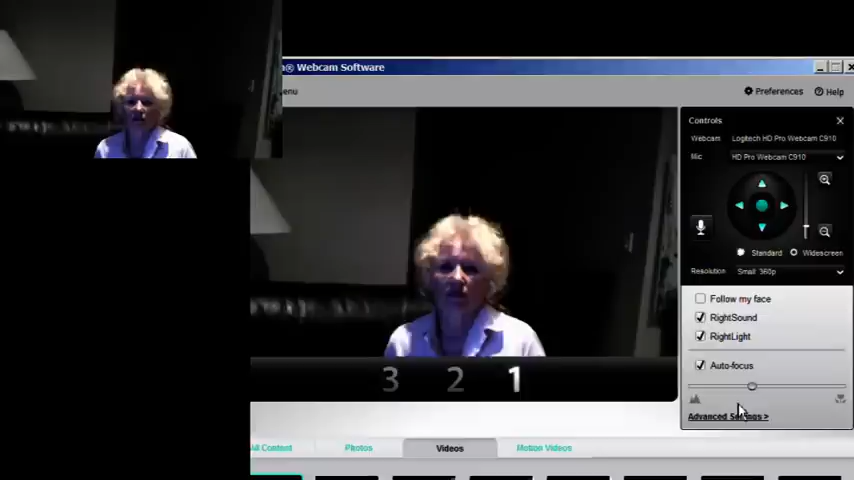 ® Webcam Software
enu
Preferences
Help
Controls
Webcam
Logitech HD Pro Webcam C910
Mic
HD Pro Webcam C910
Standard
Widescreen
Resolution
Small 360p
Follow my face
RightSound
RightLight
Auto-focus
Advanced Settings >
3 2 1
All Content
Photos
Videos
Motion Videos